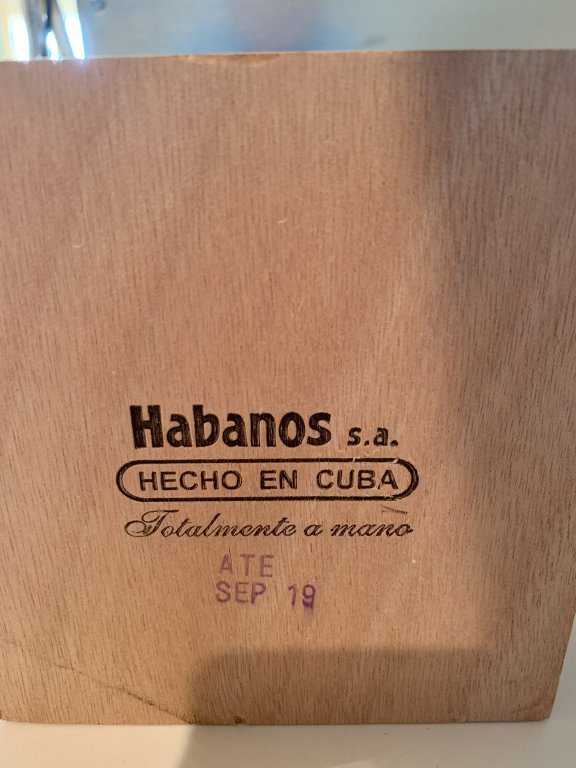 Habanos s.a.
HECHO EN CUBA
Totalmente a mano
ATE
SEP 19